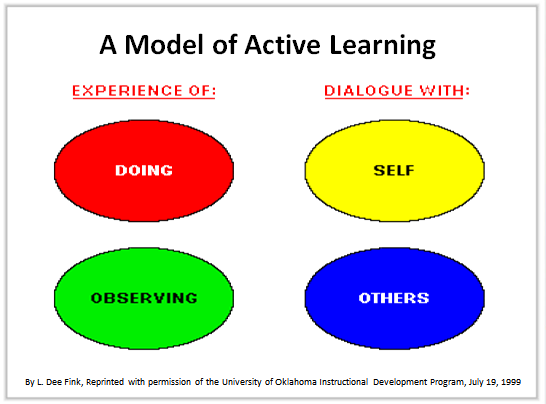 A Model of Active Learning
EXPERIENCE OF:
DIALOGUE WITH:
DOING
SELF
OBSERVING
OTHERS
By L. Dee Fink, Reprinted with permission of the University of Oklahoma Instructional Development Program, July 19, 1999